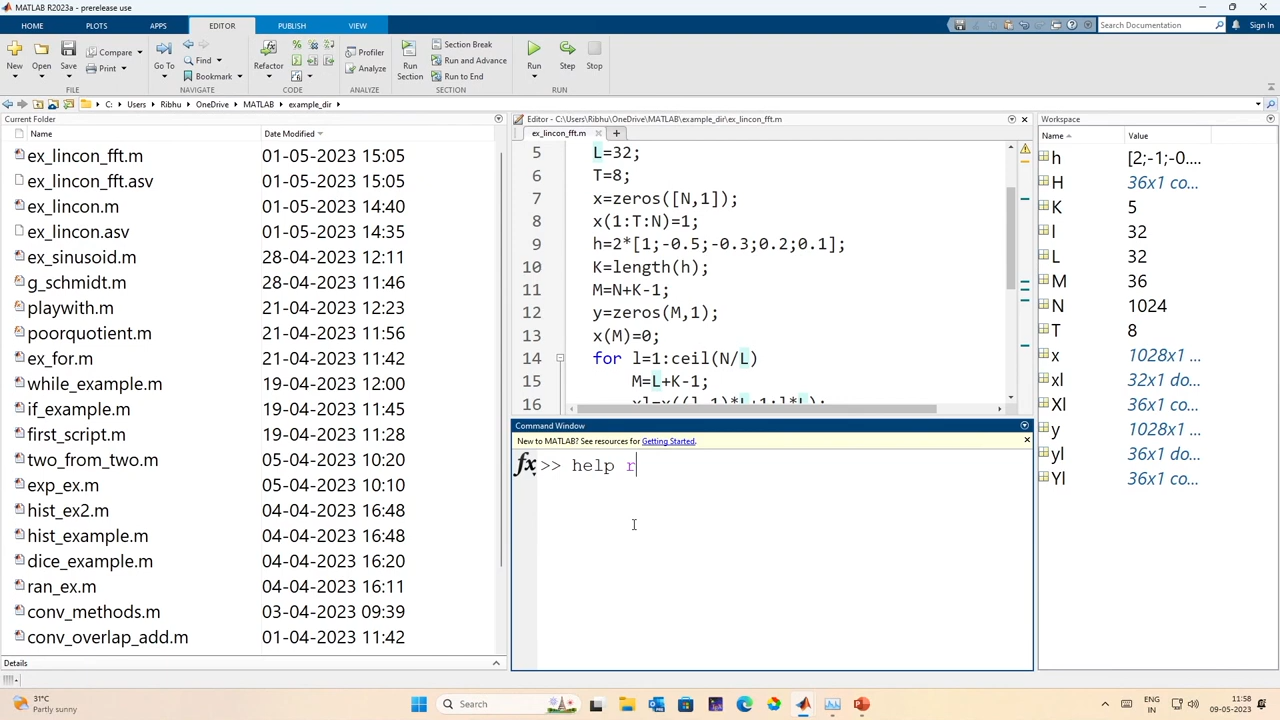 MATLAB R2023a - prerelease use
HOME PLOTS APPS EDITOR PUBLISH VIEW
Search Documentation
Sign In
New Open Save
Compare
Print
Go To
Find
Bookmark
Refactor
Profiler
Analyze
Run Section
Section Break
Run and Advance
Run to End
Run Step Stop
FILE NAVIGATE CODE ANALYZE SECTION RUN
C: Users Ribhu OneDrive MATLAB example_dir
Current Folder
Name Date Modified
ex_lincon_fft.m 01-05-2023 15:05
ex_lincon_fft.asv 01-05-2023 15:05
ex_lincon.m 01-05-2023 14:40
ex_lincon.asv 01-05-2023 14:35
ex_sinusoid.m 28-04-2023 12:11
g_schmidt.m 28-04-2023 11:46
playwith.m 21-04-2023 12:23
poorquotient.m 21-04-2023 11:56
ex_for.m 21-04-2023 11:42
while_example.m 19-04-2023 12:00
if_example.m 19-04-2023 11:45
first_script.m 19-04-2023 11:28
two_from_two.m 05-04-2023 10:20
exp_ex.m 05-04-2023 10:10
hist_ex2.m 04-04-2023 16:48
hist_example.m 04-04-2023 16:48
dice_example.m 04-04-2023 16:20
ran_ex.m 04-04-2023 16:11
conv_methods.m 03-04-2023 09:39
conv_overlap_add.m 01-04-2023 11:42
Details
Editor - C:\Users\Ribhu\OneDrive\MATLAB\example_dir\ex_lincon_fft.m
ex_lincon_fft.m
5 L=32;
6 T=8;
7 x=zeros([N,1]);
8 x(1:T:N)=1;
9 h=2*[1;-0.5;-0.3;0.2;0.1];
10 K=length(h);
11 M=N+K-1;
12 y=zeros(M,1);
13 x(M)=0;
14 for l=1:ceil(N/L)
15 M=L+K-1;
16 xl=x((l-1)*L+1:l*L);
Command Window
New to MATLAB? See resources for Getting Started.
fx >> help r
Workspace
Name Value
h [2;-1;-0....
H 36x1 co...
K 5
l 32
L 32
M 36
N 1024
T 8
x 1028x1 ...
xl 32x1 do...
Xl 36x1 co...
y 1028x1 ...
yl 36x1 co...
Yl 36x1 co...
31°C
Partly sunny
Search
ENG
IN
11:58
09-05-2023